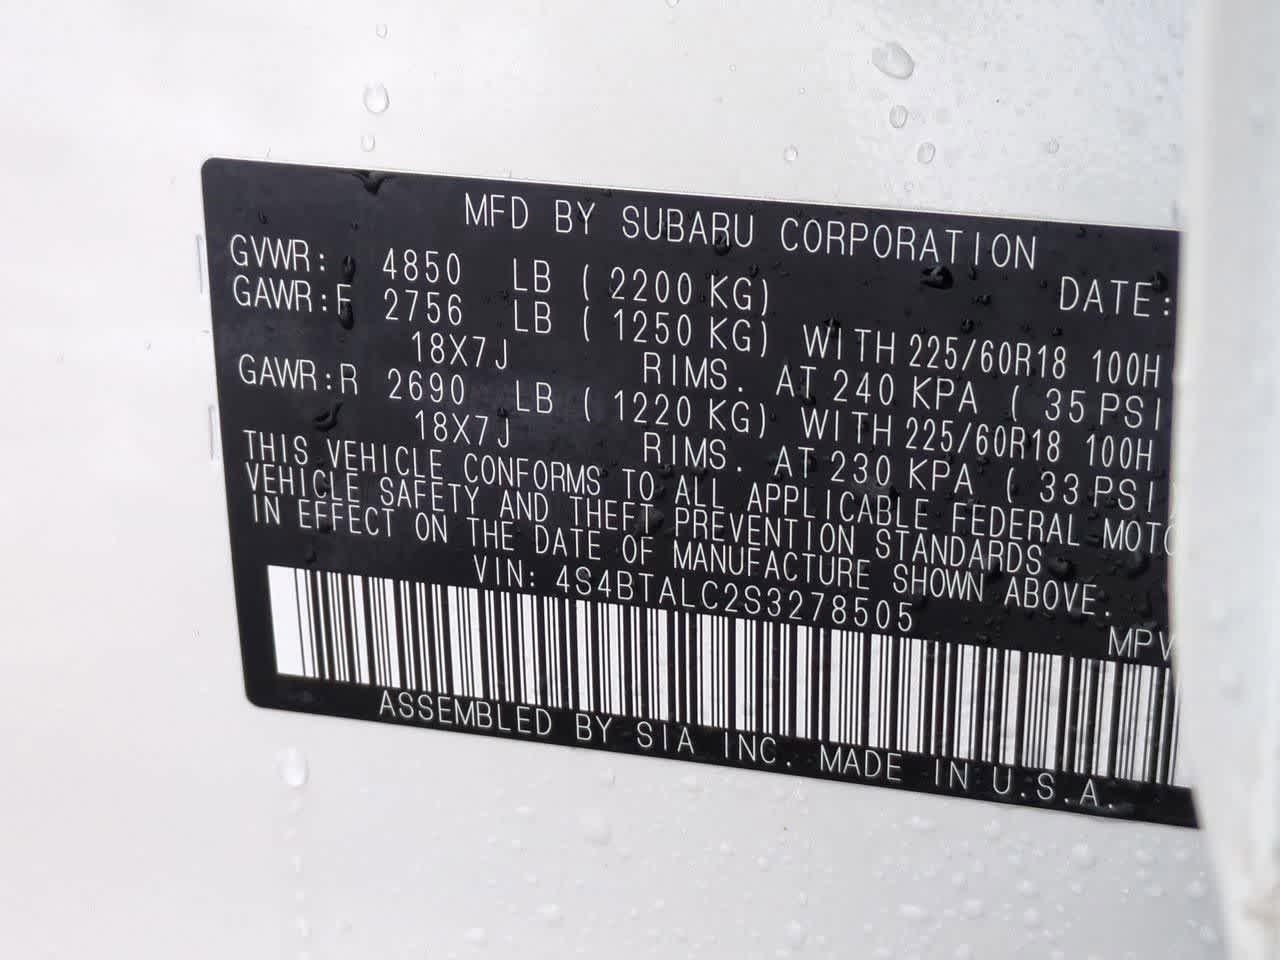 MFD BY SUBARU CORPORATION
GVWR: 4850 LB ( 2200 KG) DATE:
GAWR:F 2756 LB ( 1250 KG) WITH 225/60R18 100H
18X7J RIMS. AT 240 KPA ( 35 PSI
GAWR:R 2690 LB ( 1220 KG) WITH 225/60R18 100H
18X7J RIMS. AT 230 KPA ( 33 PSI
THIS VEHICLE CONFORMS TO ALL APPLICABLE FEDERAL MOTO
VEHICLE SAFETY AND THEFT PREVENTION STANDARDS
IN EFFECT ON THE DATE OF MANUFACTURE SHOWN ABOVE.
VIN: 4S4BTALC2S3278505 MPV
ASSEMBLED BY SIA INC. MADE IN U.S.A.